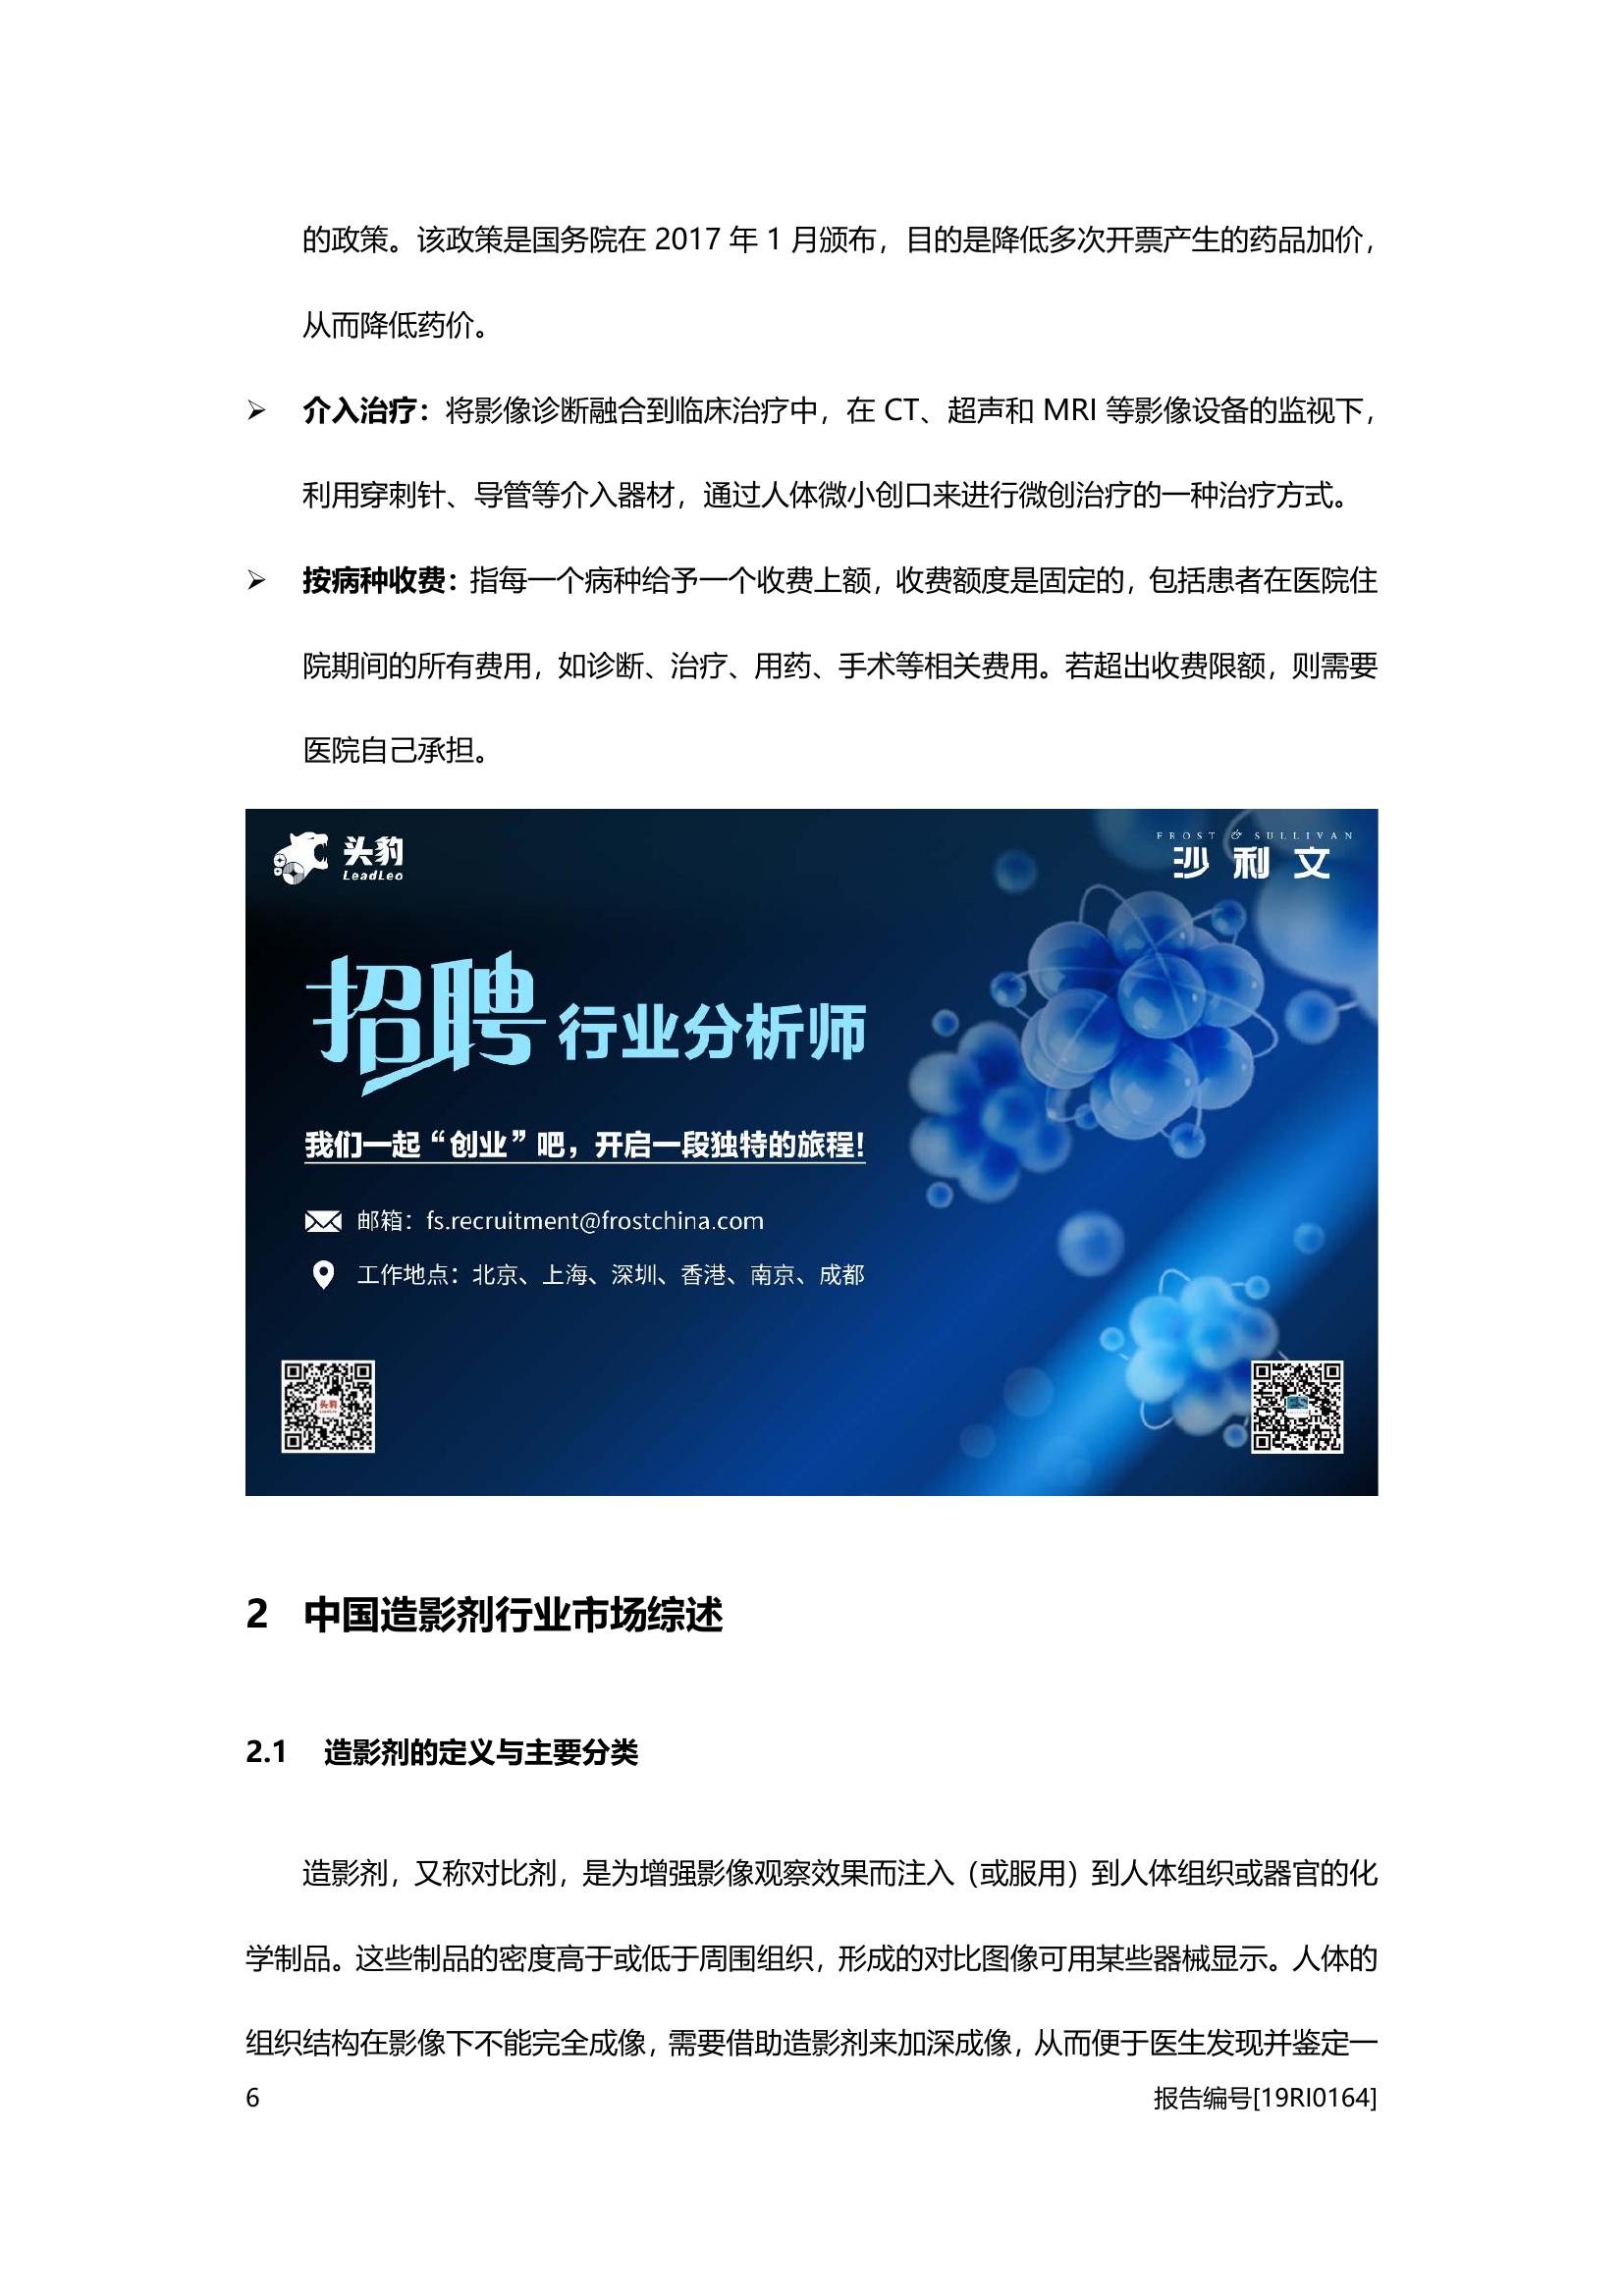 的政策。该政策是国务院在 2017 年 1 月颁布，目的是降低多次开票产生的药品加价，
从而降低药价。
➢ 介入治疗：将影像诊断融合到临床治疗中，在 CT、超声和 MRI 等影像设备的监视下，
利用穿刺针、导管等介入器材，通过人体微小创口来进行微创治疗的一种治疗方式。
➢ 按病种收费：指每一个病种给予一个收费上额，收费额度是固定的，包括患者在医院住
院期间的所有费用，如诊断、治疗、用药、手术等相关费用。若超出收费限额，则需要
医院自己承担。
头豹
LeadLeo
FROST & SULLIVAN
沙利文
招聘 行业分析师
我们一起“创业”吧，开启一段独特的旅程！
邮箱：fs.recruitment@frostchina.com
工作地点：北京、上海、深圳、香港、南京、成都
头豹
2 中国造影剂行业市场综述
2.1 造影剂的定义与主要分类
造影剂，又称对比剂，是为增强影像观察效果而注入（或服用）到人体组织或器官的化
学制品。这些制品的密度高于或低于周围组织，形成的对比图像可用某些器械显示。人体的
组织结构在影像下不能完全成像，需要借助造影剂来加深成像，从而便于医生发现并鉴定一
6
报告编号[19RI0164]